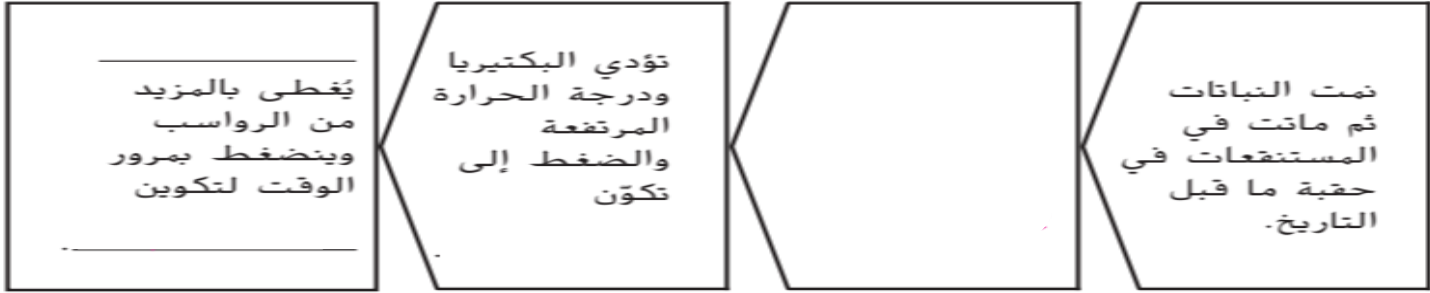 نمت النباتات
ثم ماتت في
المستنقعات في
حقبة ما قبل
التاريخ.
تؤدي البكتيريا
ودرجة الحرارة
المرتفعة
والضغط إلى
تكوّن
.
يُغطى بالمزيد
من الرواسب
وينضغط بمرور
الوقت لتكوين
.